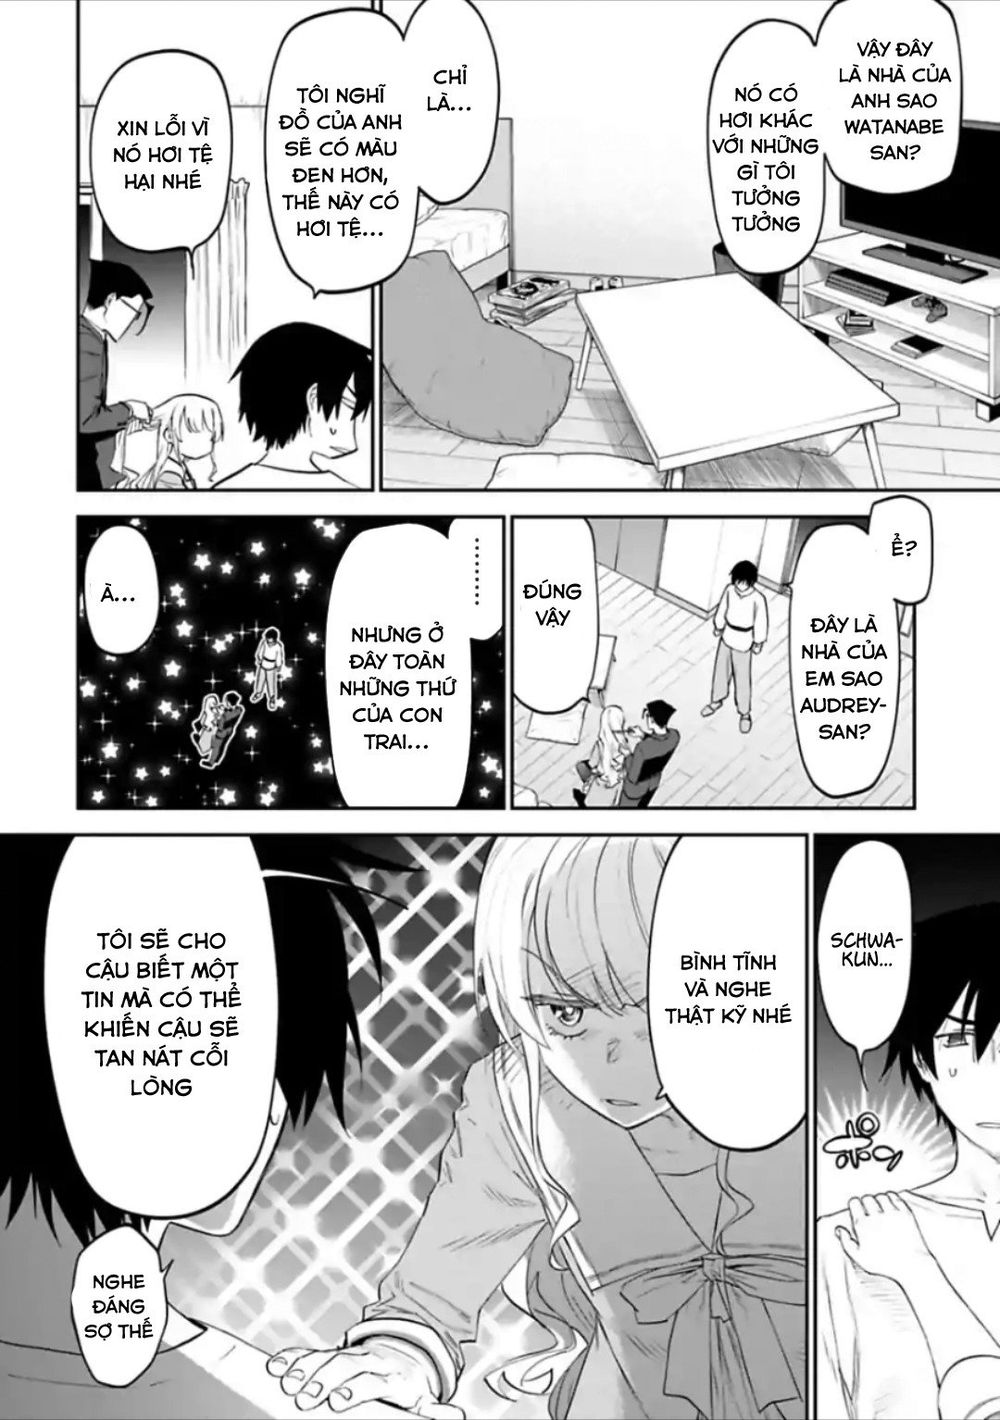 VẬY ĐÂY
LÀ NHÀ CỦA
ANH SAO
WATANABE
SAN?
NÓ CÓ
HƠI KHÁC
VỚI NHỮNG
GÌ TÔI
TƯỞNG
TƯỞNG
CHỈ
LÀ...
TÔI NGHĨ
ĐỒ CỦA ANH
SẼ CÓ MÀU
ĐEN HƠN,
THẾ NÀY CÓ
HƠI TỆ...
XIN LỖI VÌ
NÓ HƠI TỆ
HẠI NHÉ
Ể?
ĐÂY LÀ
NHÀ CỦA
EM SAO
AUDREY-
SAN?
ĐÚNG
VẬY
.........
NHƯNG Ở
ĐÂY TOÀN
NHỮNG THỨ
CỦA CON
TRAI...
À...
SCHWA-
KUN...
ポン
BÌNH TĨNH
VÀ NGHE
THẬT KỸ NHÉ
TÔI SẼ CHO
CẬU BIẾT MỘT
TIN MÀ CÓ THỂ
KHIẾN CẬU SẼ
TAN NÁT CÕI
LÒNG
NGHE
ĐÁNG
SỢ THẾ